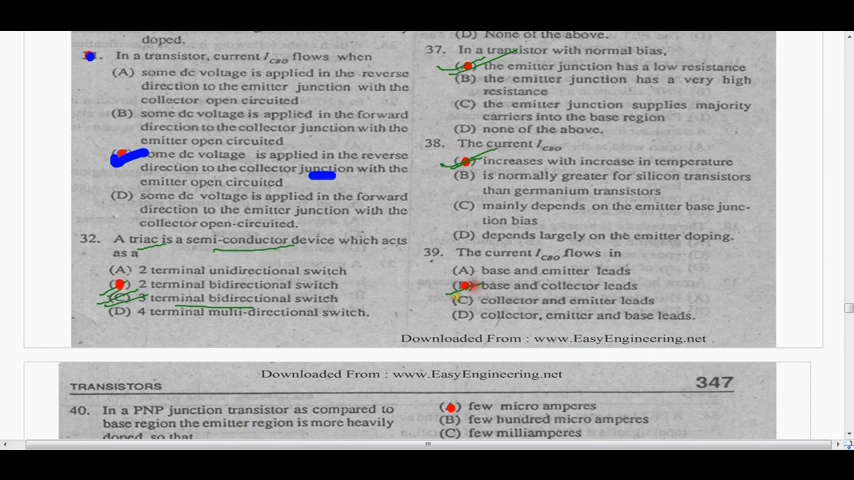 doped.
In a transistor, current ICBO flows when
(A) some dc voltage is applied in the reverse
direction to the emitter junction with the
collector open circuited
(B) some dc voltage is applied in the forward
direction to the collector junction with the
emitter open circuited
some dc voltage is applied in the reverse
direction to the collector junction with the
emitter open circuited
(D) some dc voltage is applied in the forward
direction to the emitter junction with the
collector open-circuited.
32. A triac is a semi-conductor device which acts
as a
(A) 2 terminal unidirectional switch
2 terminal bidirectional switch
(C) 3 terminal bidirectional switch
(D) 4 terminal multi-directional switch.
(D) None of the above.
37. In a transistor with normal bias,
the emitter junction has a low resistance
(B) the emitter junction has a very high
resistance
(C) the emitter junction supplies majority
carriers into the base region
(D) none of the above.
38. The current ICBO
increases with increase in temperature
(B) is normally greater for silicon transistors
than germanium transistors
(C) mainly depends on the emitter base junc-
tion bias
(D) depends largely on the emitter doping.
39. The current ICBO flows in
(A) base and emitter leads
base and collector leads
(C) collector and emitter leads
(D) collector, emitter and base leads.
Downloaded From : www.EasyEngineering.net
Downloaded From : www.EasyEngineering.net
TRANSISTORS
347
40. In a PNP junction transistor as compared to
base region the emitter region is more heavily
doped, so that
few micro amperes
(B) few hundred micro amperes
(C) few milliamperes